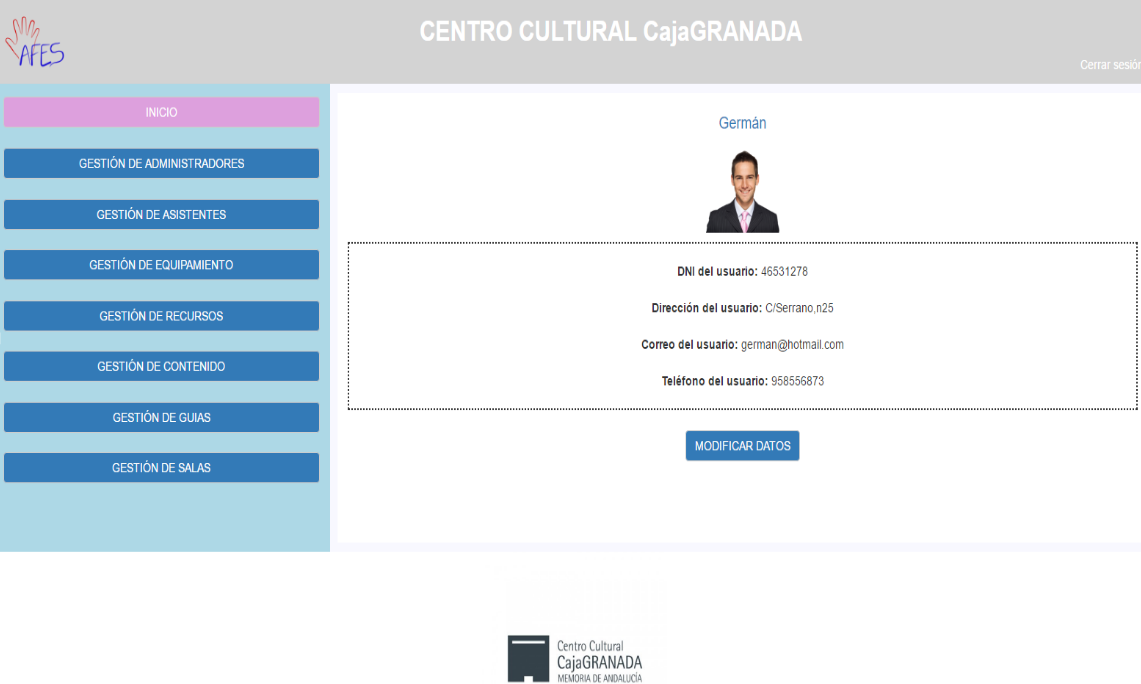 AFES
CENTRO CULTURAL CajaGRANADA
Cerrar sesión
INICIO
GESTIÓN DE ADMINISTRADORES
GESTIÓN DE ASISTENTES
GESTIÓN DE EQUIPAMIENTO
GESTIÓN DE RECURSOS
GESTIÓN DE CONTENIDO
GESTIÓN DE GUIAS
GESTIÓN DE SALAS
Germán
DNI del usuario: 46531278
Dirección del usuario: C/Serrano,n25
Correo del usuario: german@hotmail.com
Teléfono del usuario: 958556873
MODIFICAR DATOS
Centro Cultural
CajaGRANADA
MEMORIA DE ANDALUCÍA